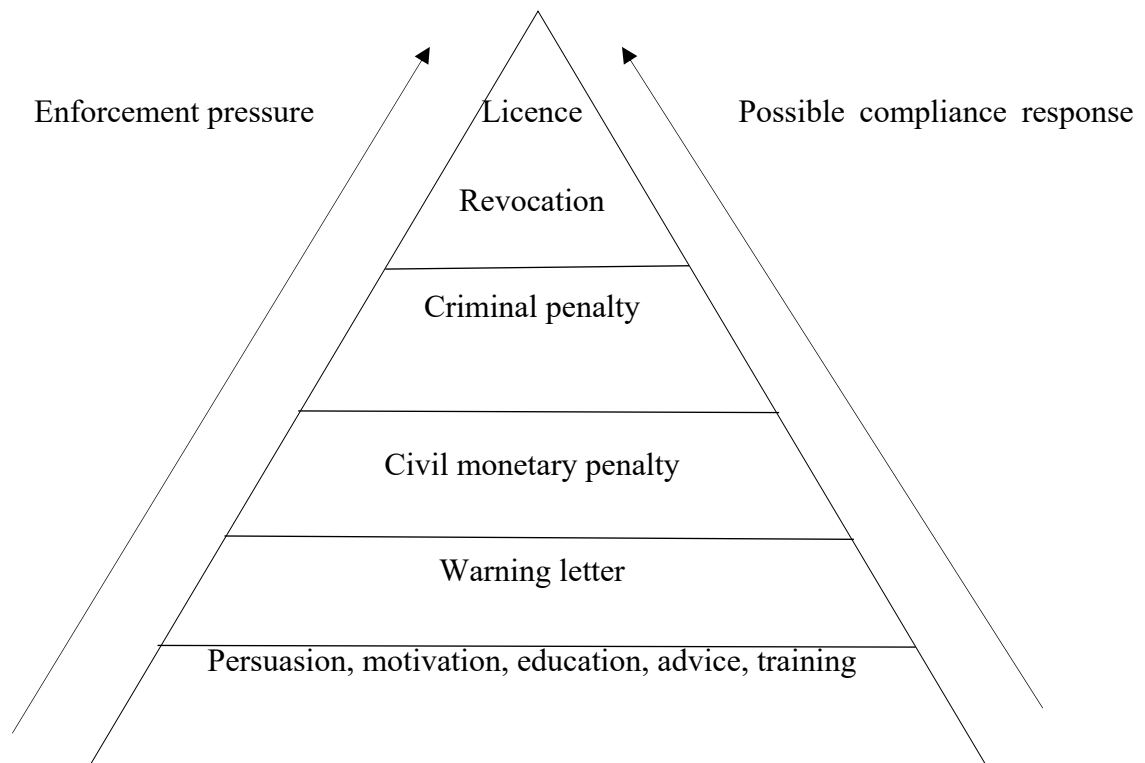 Enforcement pressure
Licence
Possible compliance response
Revocation
Criminal penalty
Civil monetary penalty
Warning letter
Persuasion, motivation, education, advice, training